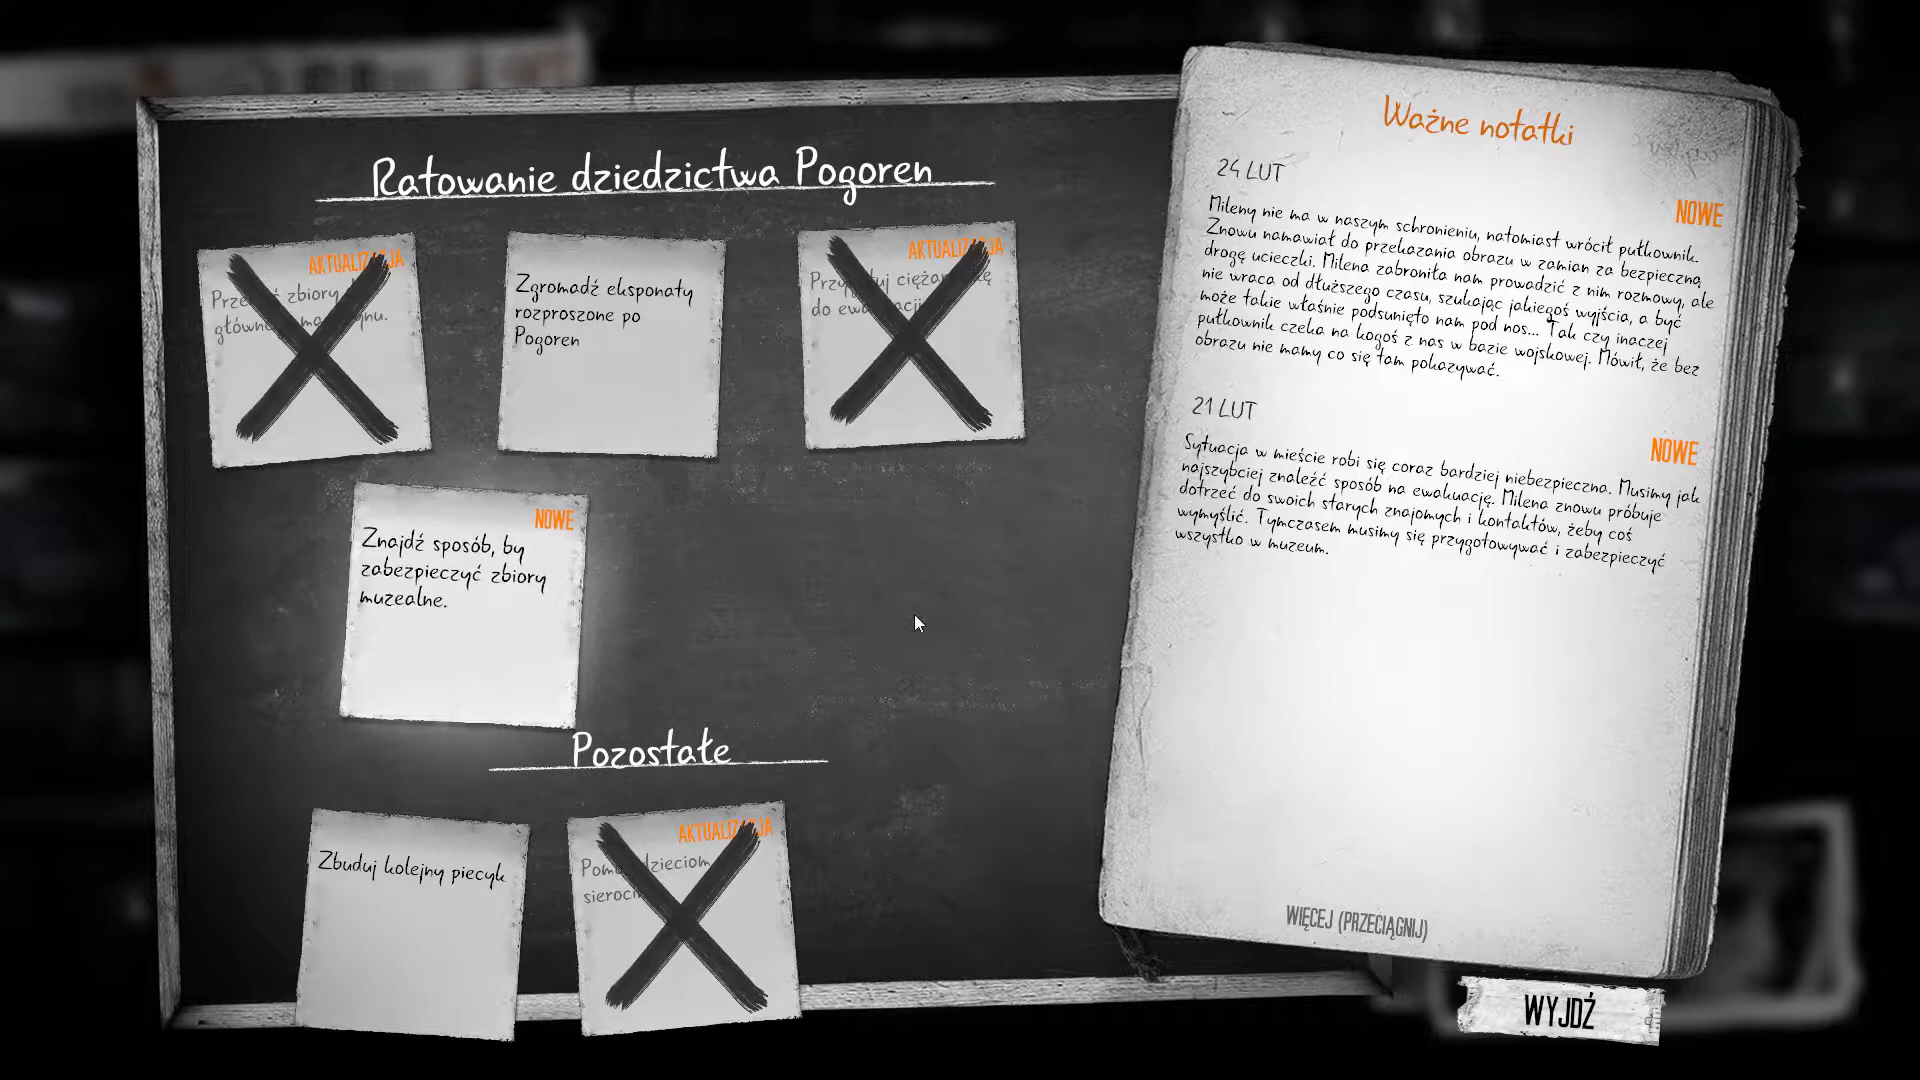 Ratowanie dziedzictwa Pogoren
AKTUALIZACJA
zbiory
Zgromadź eksponaty
rozproszone po
Pogoren
AKTUALIZACJA
do
NOWE
Znajdź sposób, by
zabezpieczyć zbiory
muzealne.
Pozostałe
Zbuduj kolejny piecyk
AKTUALIZACJA
dzieciom
Ważne notatki
24 LUT
NOWE
Mileny nie ma w naszym schronieniu, natomiast wrócił pułkownik.
Znowu namawiał do przekazania obrazu w zamian za bezpieczną
drogę ucieczki. Milena zabroniła nam prowadzić z nim rozmowy, ale
nie wraca od dłuższego czasu, szukając jakiegoś wyjścia, a być
może takie właśnie podsunięto nam pod nos... Tak czy inaczej
pułkownik czeka na kogoś z nas w bazie wojskowej. Mówił, że bez
obrazu nie mamy co się tam pokazywać.
21 LUT
NOWE
Sytuacja w mieście robi się coraz bardziej niebezpieczna. Musimy jak
najszybciej znaleźć sposób na ewakuację. Milena znowu próbuje
dotrzeć do swoich starych znajomych i kontaktów, żeby coś
wymyślić. Tymczasem musimy się przygotowywać i zabezpieczyć
wszystko w muzeum.
WIĘCEJ (PRZECIĄGNIJ)
WYJDŹ